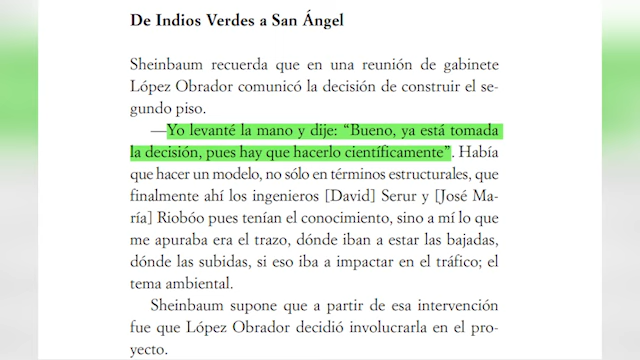 De Indios Verdes a San Ángel
Sheinbaum recuerda que en una reunión de gabinete
López Obrador comunicó la decisión de construir el se-
gundo piso.
—Yo levanté la mano y dije: “Bueno, ya está tomada
la decisión, pues hay que hacerlo científicamente”. Había
que hacer un modelo, no sólo en términos estructurales, que
finalmente ahí los ingenieros [David] Serur y [José Ma-
ría] Riobóo pues tenían el conocimiento, sino a mí lo que
me apuraba era el trazo, dónde iban a estar las bajadas,
dónde las subidas, si eso iba a impactar en el tráfico; el
tema ambiental.
Sheinbaum supone que a partir de esa intervención
fue que López Obrador decidió involucrarla en el pro-
yecto.